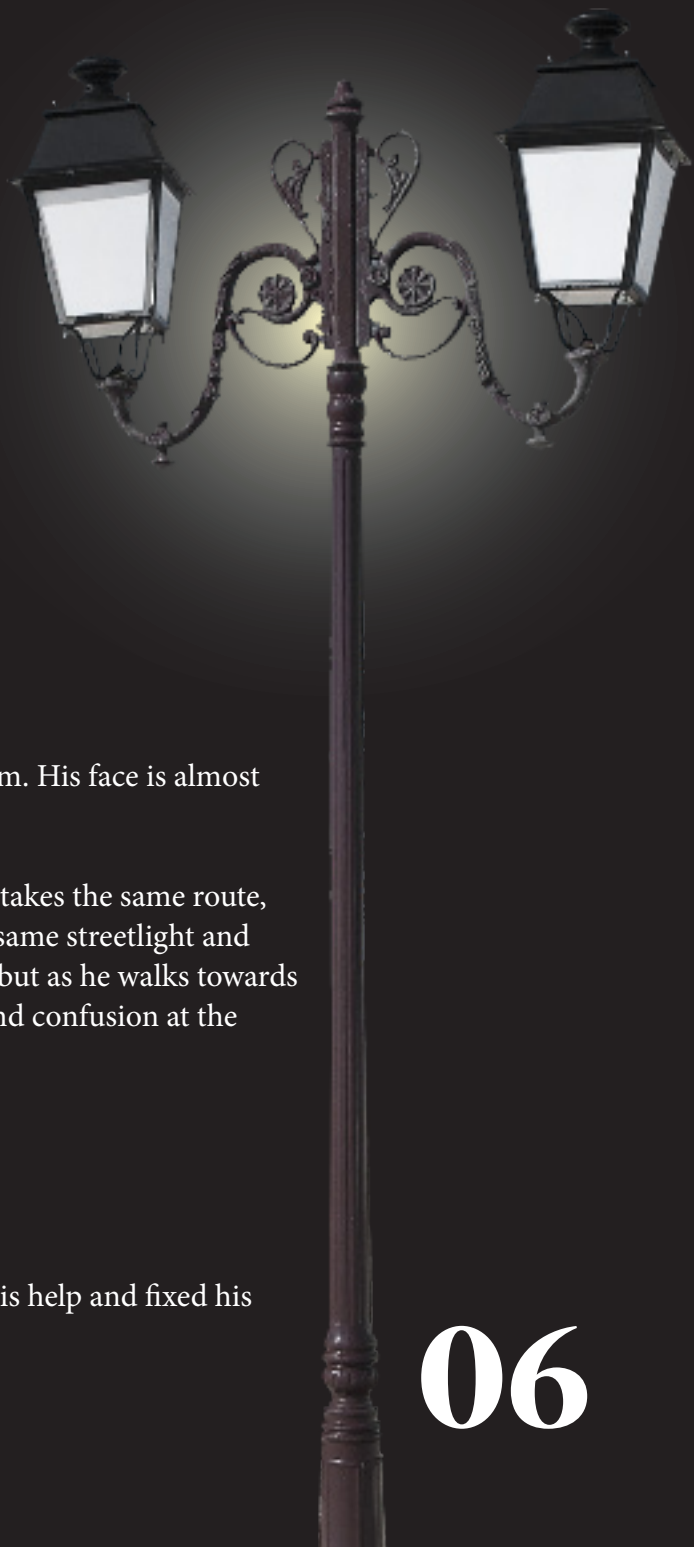 m. His face is almost
takes the same route,
same streetlight and
but as he walks towards
nd confusion at the
is help and fixed his
06